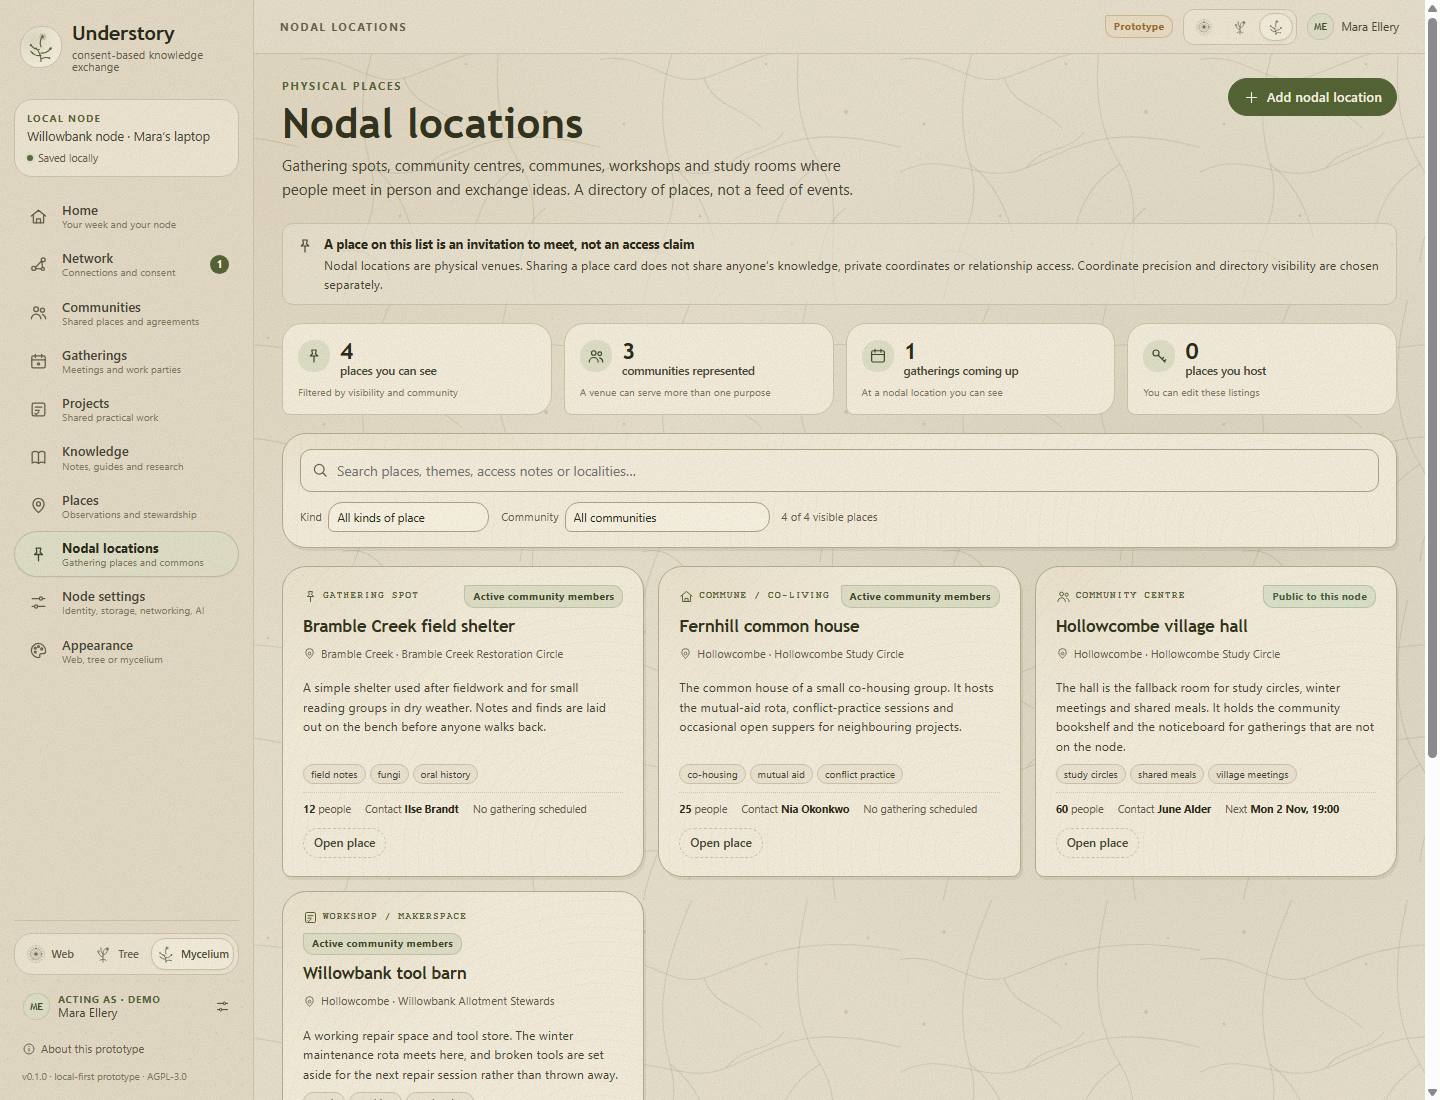 Understory
consent-based knowledge
exchange
LOCAL NODE
Willowbank node · Mara's laptop
Saved locally
Home
Your week and your node
Network
Connections and consent
1
Communities
Shared places and agreements
Gatherings
Meetings and work parties
Projects
Shared practical work
Knowledge
Notes, guides and research
Places
Observations and stewardship
Nodal locations
Gathering places and commons
Node settings
Identity, storage, networking, AI
Appearance
Web, tree or mycelium
Web Tree Mycelium
ME
ACTING AS · DEMO
Mara Ellery
About this prototype
v0.1.0 · local-first prototype · AGPL-3.0
NODAL LOCATIONS
Prototype
ME Mara Ellery
PHYSICAL PLACES
Nodal locations
Gathering spots, community centres, communes, workshops and study rooms where
people meet in person and exchange ideas. A directory of places, not a feed of events.
Add nodal location
A place on this list is an invitation to meet, not an access claim
Nodal locations are physical venues. Sharing a place card does not share anyone's knowledge, private coordinates or relationship access. Coordinate precision and directory visibility are chosen
separately.
4
places you can see
Filtered by visibility and community
3
communities represented
A venue can serve more than one purpose
1
gatherings coming up
At a nodal location you can see
0
places you host
You can edit these listings
Search places, themes, access notes or localities...
Kind All kinds of place Community All communities 4 of 4 visible places
GATHERING SPOT Active community members
Bramble Creek field shelter
Bramble Creek · Bramble Creek Restoration Circle
A simple shelter used after fieldwork and for small
reading groups in dry weather. Notes and finds are laid
out on the bench before anyone walks back.
field notes fungi oral history
12 people Contact Ilse Brandt No gathering scheduled
Open place
COMMUNE / CO-LIVING Active community members
Fernhill common house
Hollowcombe · Hollowcombe Study Circle
The common house of a small co-housing group. It hosts
the mutual-aid rota, conflict-practice sessions and
occasional open suppers for neighbouring projects.
co-housing mutual aid conflict practice
25 people Contact Nia Okonkwo No gathering scheduled
Open place
COMMUNITY CENTRE Public to this node
Hollowcombe village hall
Hollowcombe · Hollowcombe Study Circle
The hall is the fallback room for study circles, winter
meetings and shared meals. It holds the community
bookshelf and the noticeboard for gatherings that are not
on the node.
study circles shared meals village meetings
60 people Contact June Alder Next Mon 2 Nov, 19:00
Open place
WORKSHOP / MAKERSPACE
Active community members
Willowbank tool barn
Hollowcombe · Willowbank Allotment Stewards
A working repair space and tool store. The winter
maintenance rota meets here, and broken tools are set
aside for the next repair session rather than thrown away.